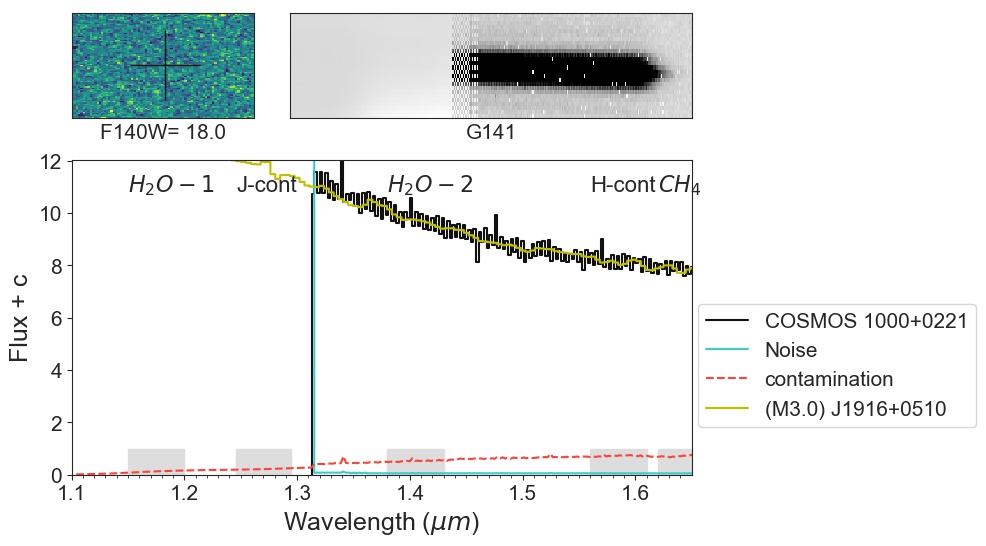 F140W= 18.0
G141
H₂O − 1 J-cont H₂O − 2 H-cont CH₄
12
10
8
6
4
2
0
Flux + c
1.1 1.2 1.3 1.4 1.5 1.6
Wavelength (μm)
COSMOS 1000+0221
Noise
contamination
(M3.0) J1916+0510